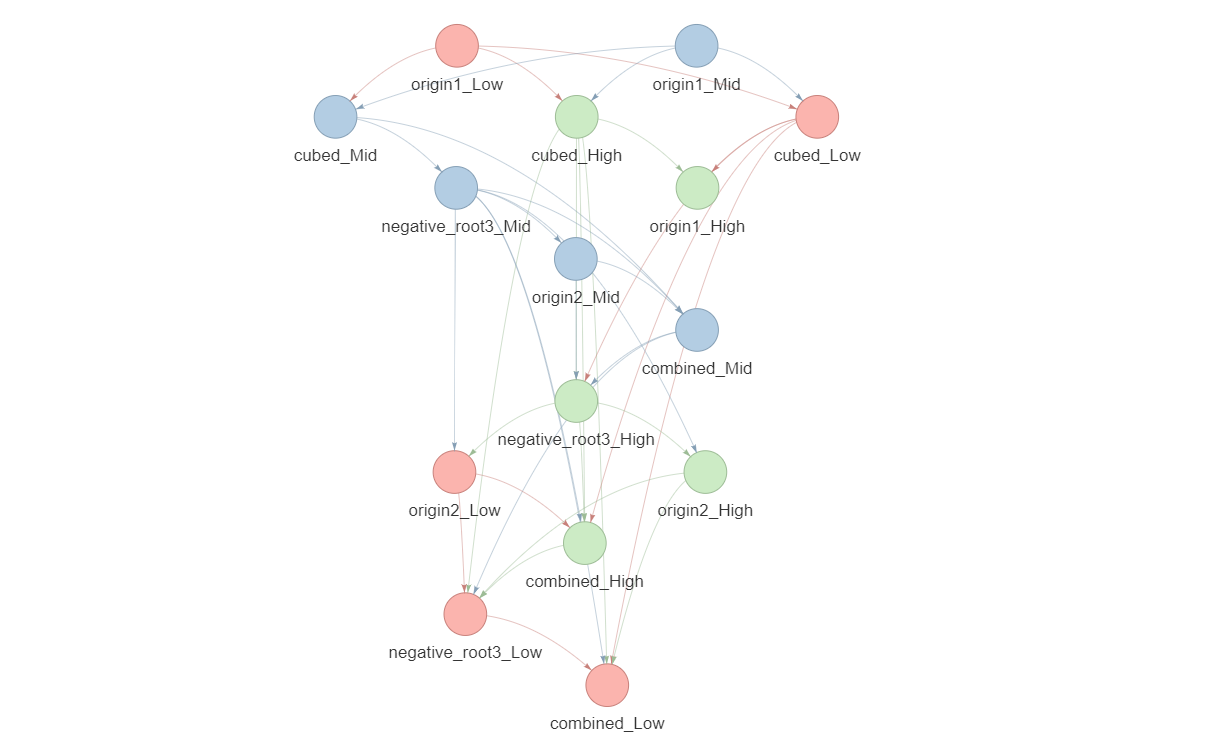 origin1_Low
origin1_Mid
cubed_Mid
cubed_High
cubed_Low
negative_root3_Mid
origin1_High
origin2_Mid
combined_Mid
negative_root3_High
origin2_Low
origin2_High
combined_High
negative_root3_Low
combined_Low